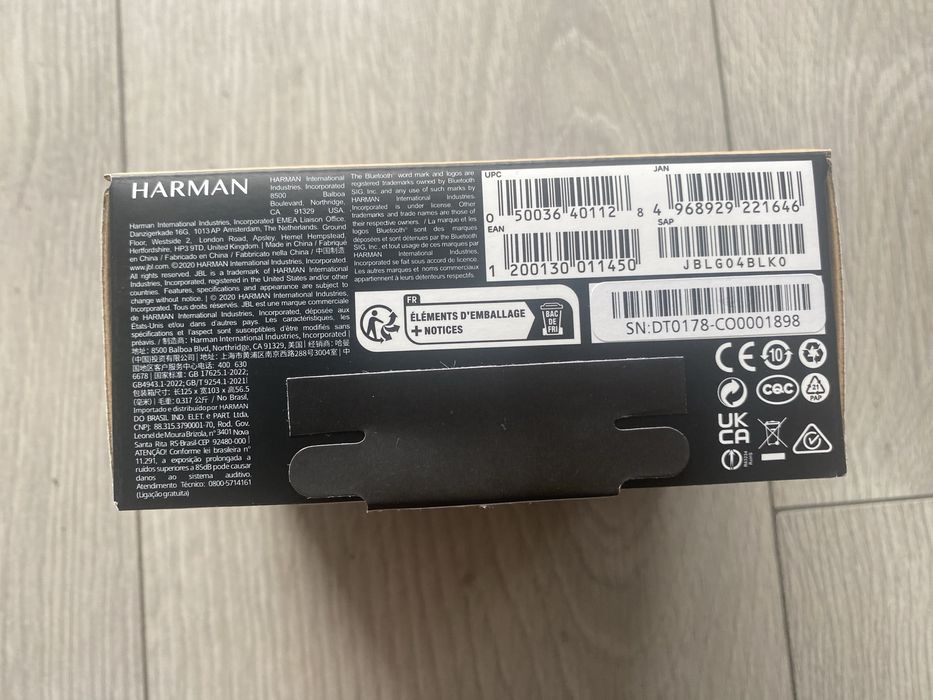 HARMAN
HARMAN International
Industries, Incorporated
8500 Balboa
Boulevard, Northridge,
CA 91329 USA.
Harman International Industries, Incorporated EMEA Liaison Office,
Danzigerkade 16G, 1013 AP Amsterdam, The Netherlands. Ground
Floor, Westside 2, London Road, Apsley, Hemel Hempstead,
Hertfordshire, HP3 9TD, United Kingdom. | Made in China / Fabriqué
en China / Fabricado en China / Fabricado na China / 中国制造
www.jbl.com. ©2020 HARMAN International Industries, Incorporated.
All rights reserved. JBL is a trademark of HARMAN International
Industries, Incorporated, registered in the United States and/or other
countries. Features, specifications and appearance are subject to
change without notice. | © 2020 HARMAN International Industries,
Incorporated. Tous droits réservés. JBL est une marque commerciale
de HARMAN International Industries, Incorporated, déposée aux
États-Unis et/ou dans d'autres pays. Les caractéristiques, les
spécifications et l'aspect sont susceptibles d'être modifiés sans
préavis. / 制造商: Harman International Industries, Incorporated
地址: 8500 Balboa Blvd, Northridge, CA 91329, 美国 | 经销商: 哈曼
(中国)投资有限公司 | 地址: 上海市黄浦区南京西路288号3004室 | 中
国地区客户服务中心电话: 400 630
6678 | 国家标准: GB 17625.1-2022;
GB4943.1-2022; GB/T 9254.1-2021|
包装箱尺寸: 长125 x 宽103 x 高56.5
(毫米) | 毛重: 0.317 公斤 / No Brasil,
Importado e distribuido por HARMAN
DO BRASIL IND. ELET. e PART. Ltda,
CNPJ: 88.315.379.0001-70, Rod. Gov.
Leonel de Moura Brizola, n° 3401 Nova
Santa Rita RS-Brasil-CEP 92480-000 |
ATENÇÃO! Conforme lei brasileira n°
11.291, a exposição prolongada a
ruídos superiores a 85dB pode causar
danos ao sistema auditivo.
Atendimento Técnico: 0800-5714161
(Ligação gratuita)
The Bluetooth® word mark and logos are
registered trademarks owned by Bluetooth
SIG, Inc. and any use of such marks by
HARMAN International Industries,
Incorporated is under license. Other
trademarks and trade names are those of
their respective owners. / La marque et les
logos Bluetooth® sont des marques
déposées et sont détenues par Bluetooth
SIG, Inc., et tout usage de ces marques par
HARMAN International Industries,
Incorporated se fait sous accord de licence.
Les autres marques et noms commerciaux
appartiennent à leurs détenteurs respectifs.
UPC
0 50036 40112 8
JAN
4 968929 221646
EAN
1 200130 011450
SAP
JBLGO4BLK0
FR
ÉLÉMENTS D'EMBALLAGE
+ NOTICES
BAC
DE
TRI
SN:DT0178-CO0001898
CE
10
CQC
21
PAP
UK
CA